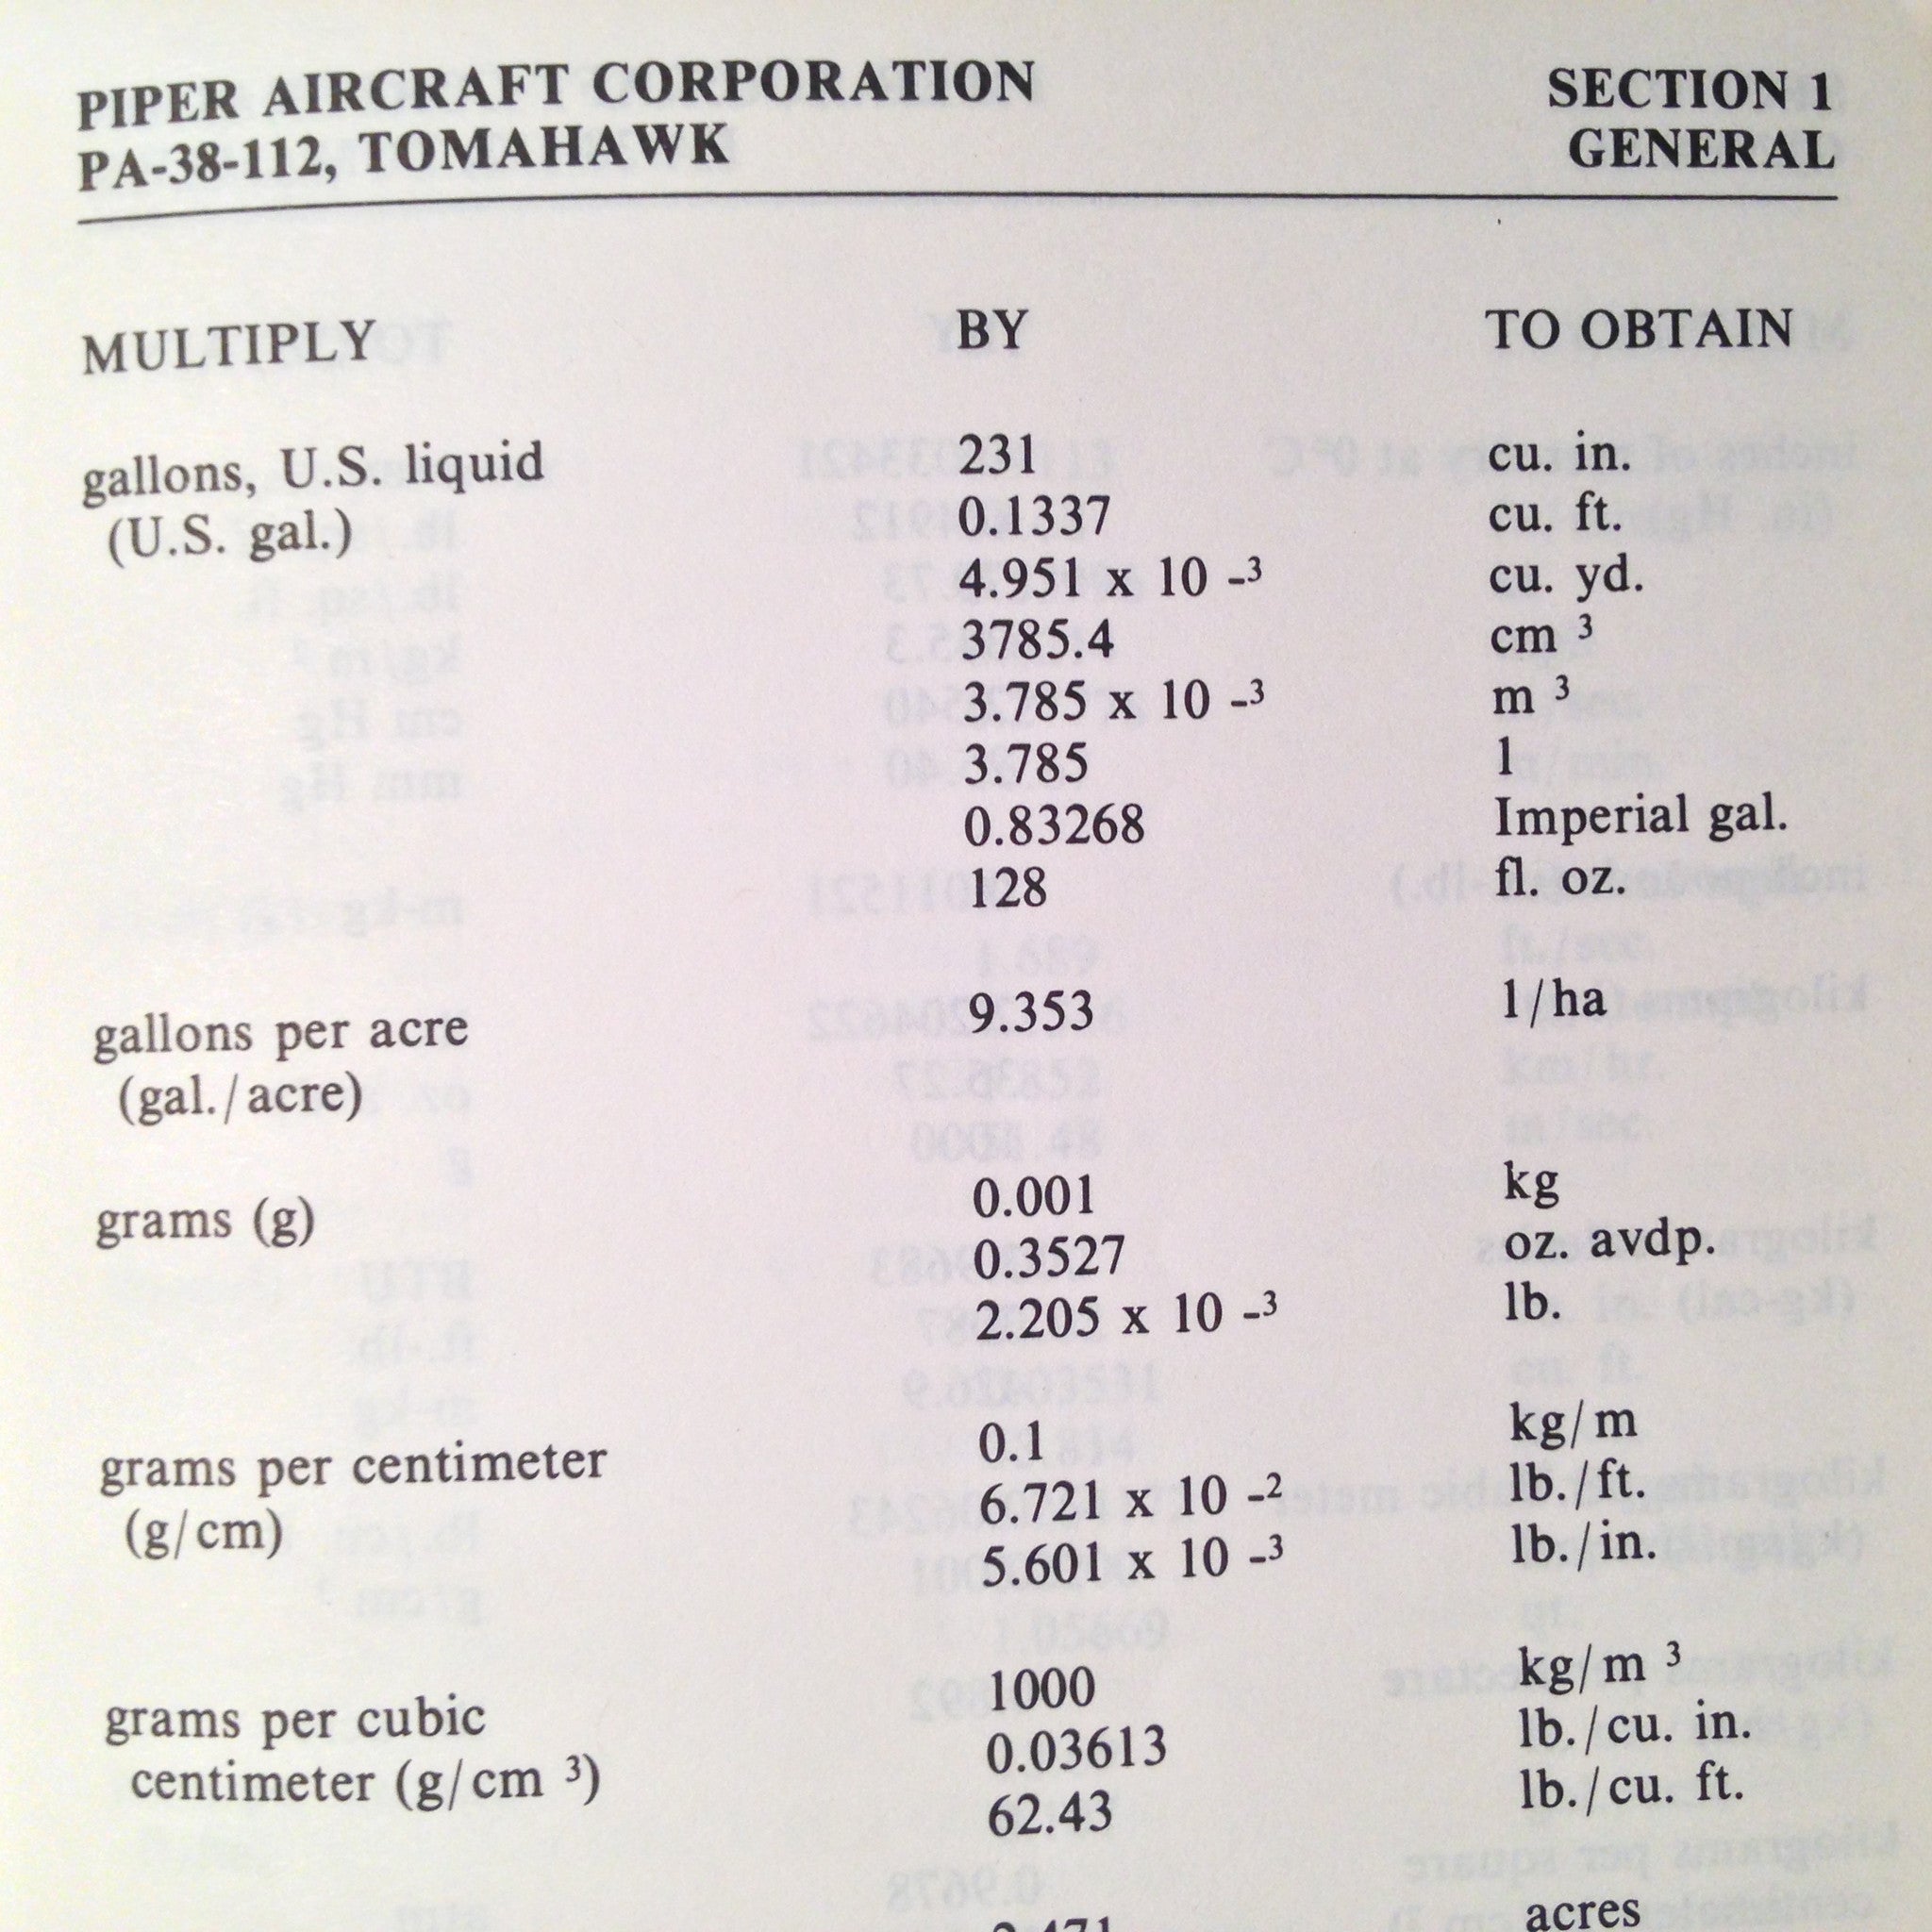 PIPER AIRCRAFT CORPORATION SECTION 1
PA-38-112, TOMAHAWK GENERAL
MULTIPLY BY TO OBTAIN
gallons, U.S. liquid 231 cu. in.
(U.S. gal.) 0.1337 cu. ft.
4.951 x 10 -3 cu. yd.
3785.4 cm 3
3.785 x 10 -3 m 3
3.785 l
0.83268 Imperial gal.
128 fl. oz.
gallons per acre 9.353 l/ha
(gal./acre)
grams (g) 0.001 kg
0.3527 oz. avdp.
2.205 x 10 -3 lb.
grams per centimeter 0.1 kg/m
(g/cm) 6.721 x 10 -2 lb./ft.
5.601 x 10 -3 lb./in.
grams per cubic 1000 kg/m 3
centimeter (g/cm 3) 0.03613 lb./cu. in.
62.43 lb./cu. ft.
2.471 acres